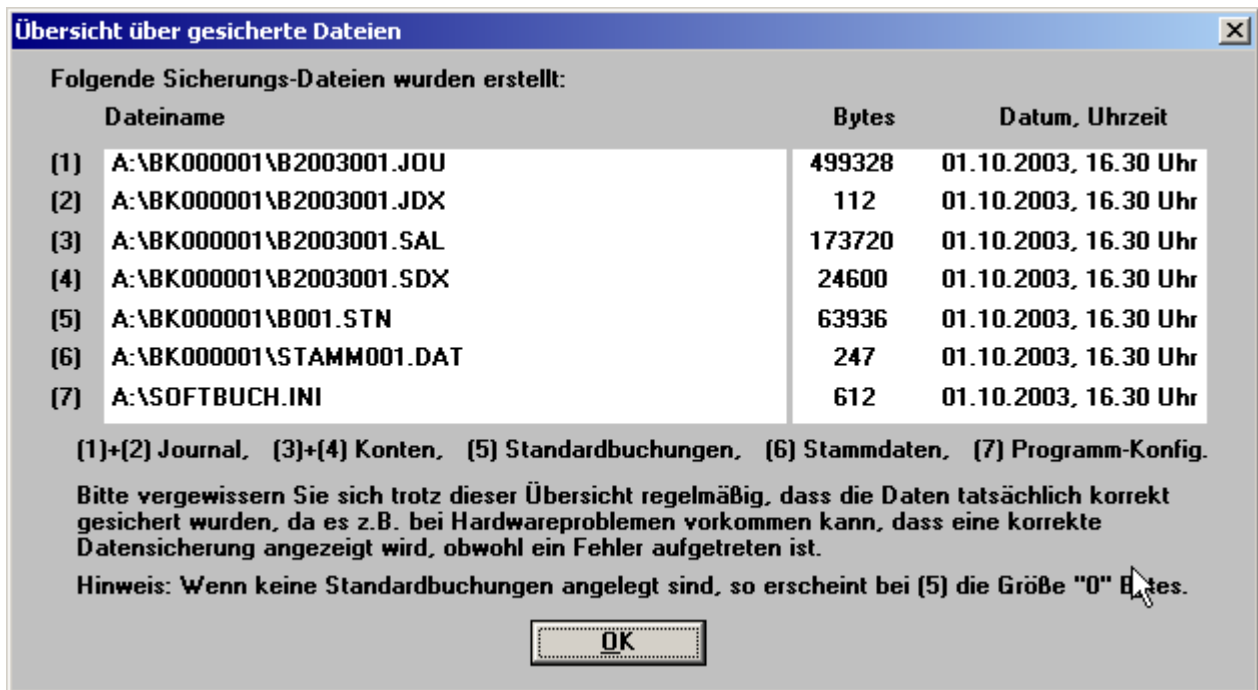 Übersicht über gesicherte Dateien
Folgende Sicherungs-Dateien wurden erstellt:
Dateiname Bytes Datum, Uhrzeit
(1) A:\BK000001\B2003001.JOU 499328 01.10.2003, 16.30 Uhr
(2) A:\BK000001\B2003001.JDX 112 01.10.2003, 16.30 Uhr
(3) A:\BK000001\B2003001.SAL 173720 01.10.2003, 16.30 Uhr
(4) A:\BK000001\B2003001.SDX 24600 01.10.2003, 16.30 Uhr
(5) A:\BK000001\B001.STN 63936 01.10.2003, 16.30 Uhr
(6) A:\BK000001\STAMM001.DAT 247 01.10.2003, 16.30 Uhr
(7) A:\SOFTBUCH.INI 612 01.10.2003, 16.30 Uhr
(1)+(2) Journal, (3)+(4) Konten, (5) Standardbuchungen, (6) Stammdaten, (7) Programm-Konfig.
Bitte vergewissern Sie sich trotz dieser Übersicht regelmäßig, dass die Daten tatsächlich korrekt
gesichert wurden, da es z.B. bei Hardwareproblemen vorkommen kann, dass eine korrekte
Datensicherung angezeigt wird, obwohl ein Fehler aufgetreten ist.
Hinweis: Wenn keine Standardbuchungen angelegt sind, so erscheint bei (5) die Größe "0" Bytes.
OK